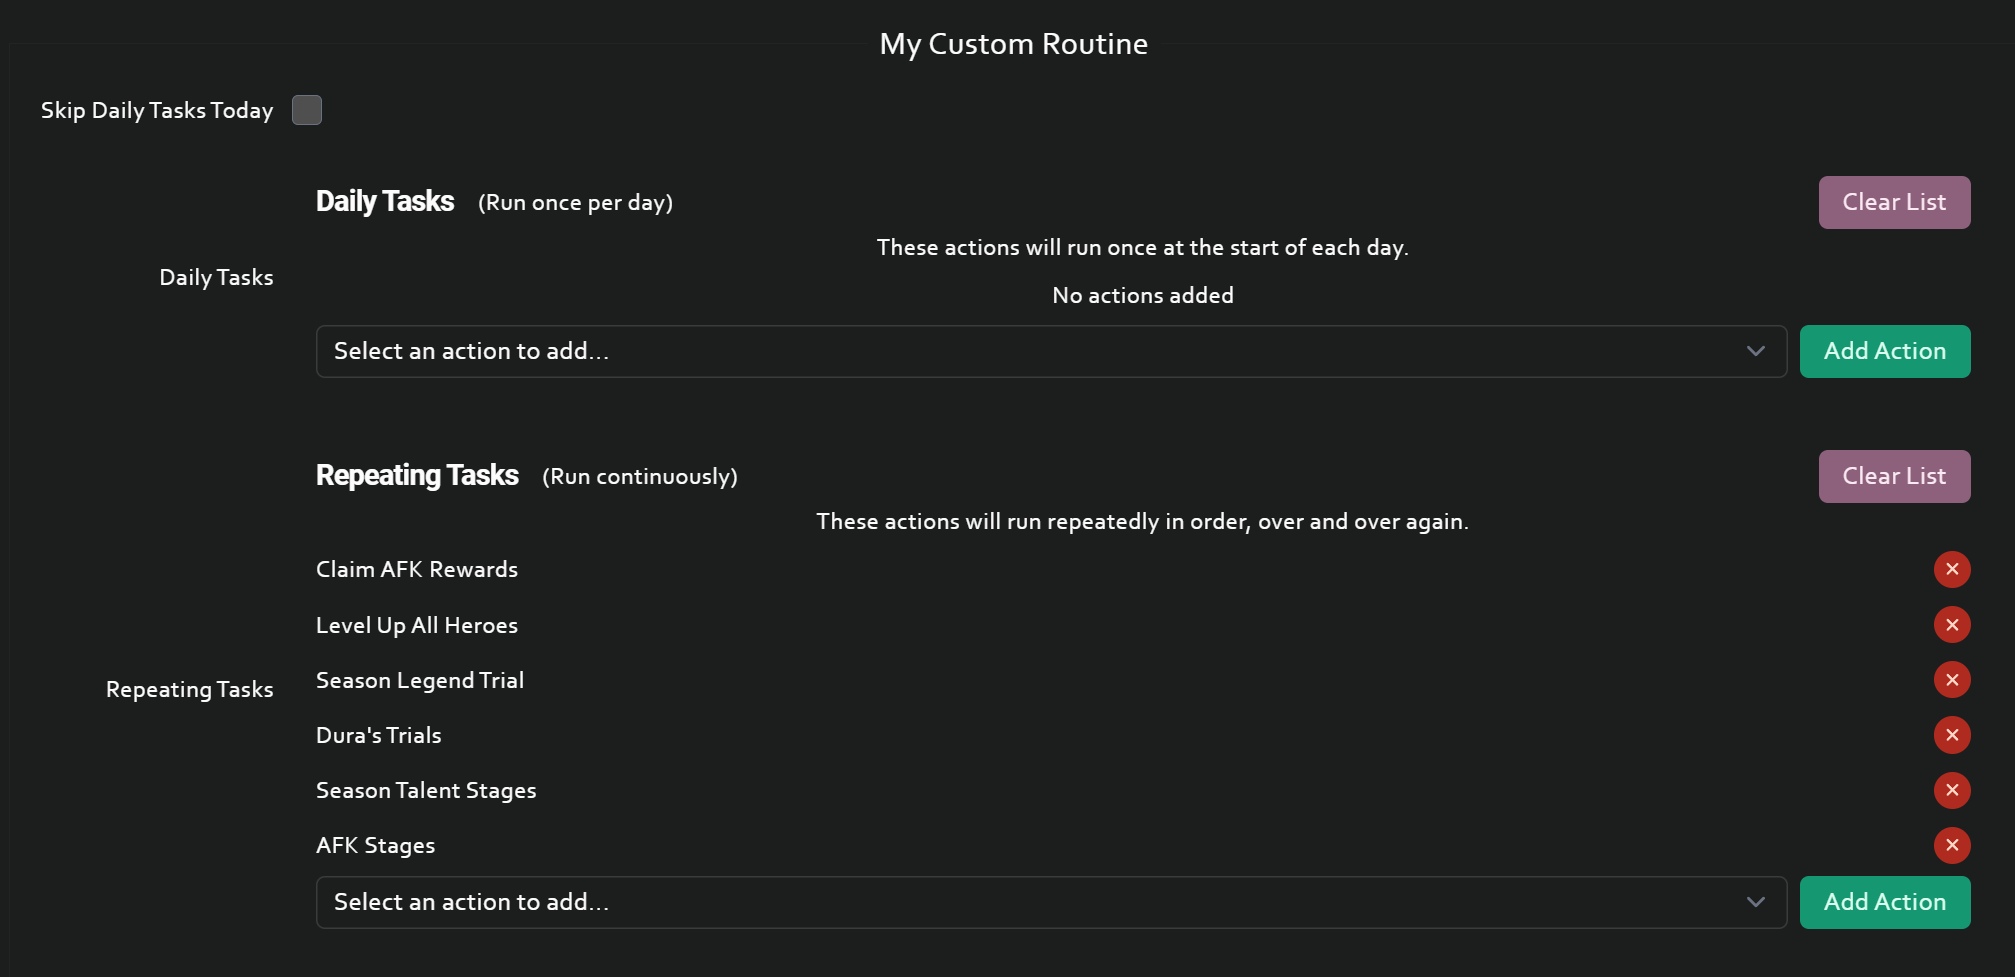 My Custom Routine
Skip Daily Tasks Today
Daily Tasks (Run once per day) Clear List
These actions will run once at the start of each day.
Daily Tasks
No actions added
Select an action to add... Add Action
Repeating Tasks (Run continuously) Clear List
These actions will run repeatedly in order, over and over again.
Claim AFK Rewards
Level Up All Heroes
Season Legend Trial
Repeating Tasks
Dura's Trials
Season Talent Stages
AFK Stages
Select an action to add... Add Action